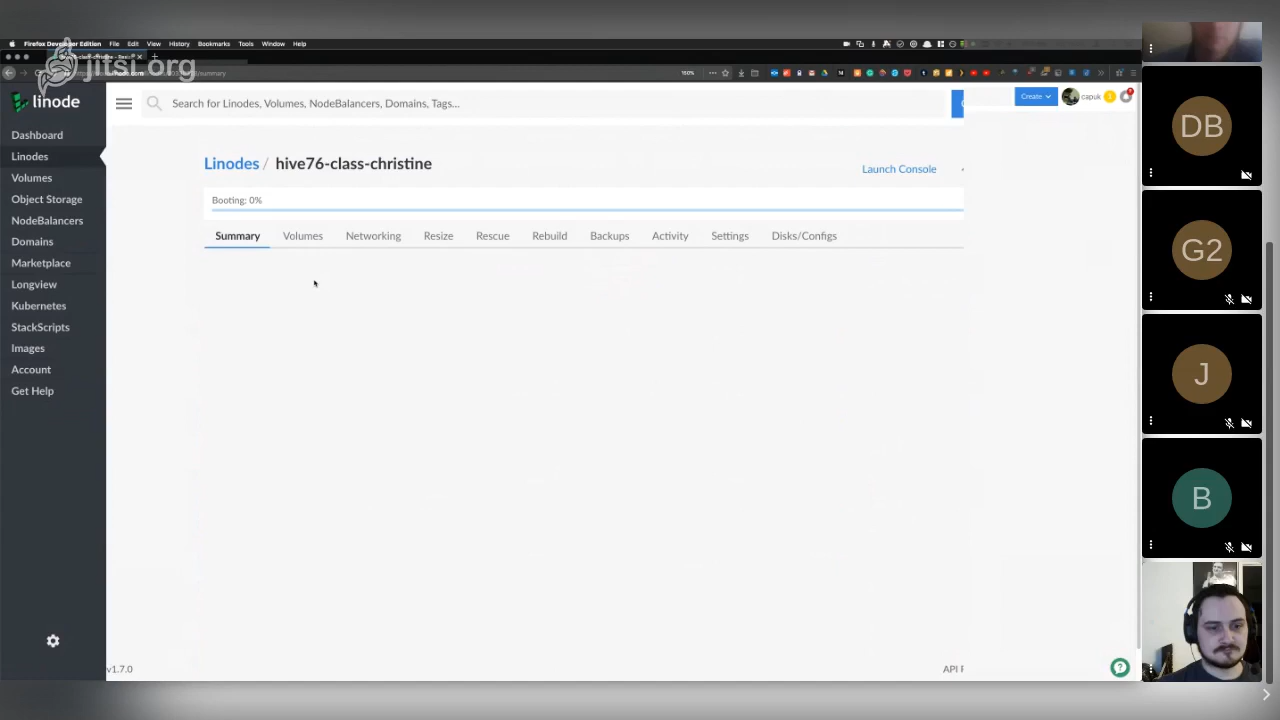 Firefox Developer Edition File Edit View History Bookmarks Tools Window Help
jitsi.org
150%
linode
Search for Linodes, Volumes, NodeBalancers, Domains, Tags...
Create
capuk
Dashboard
Linodes
Volumes
Object Storage
NodeBalancers
Domains
Marketplace
Longview
Kubernetes
StackScripts
Images
Account
Get Help
Linodes / hive76-class-christine
Launch Console
Booting: 0%
Summary Volumes Networking Resize Rescue Rebuild Backups Activity Settings Disks/Configs
v1.7.0
API
DB
G2
J
B